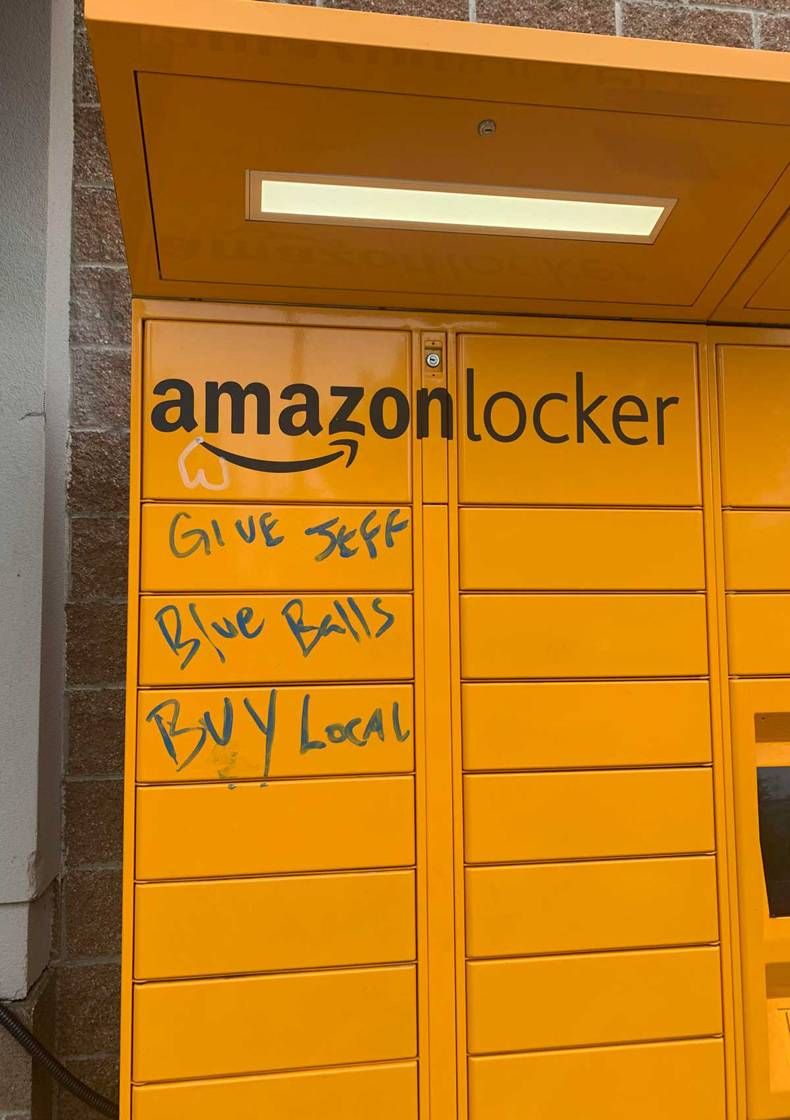 amazonlocker
GIVE JEFF
Blue Balls
BUY LOCAL